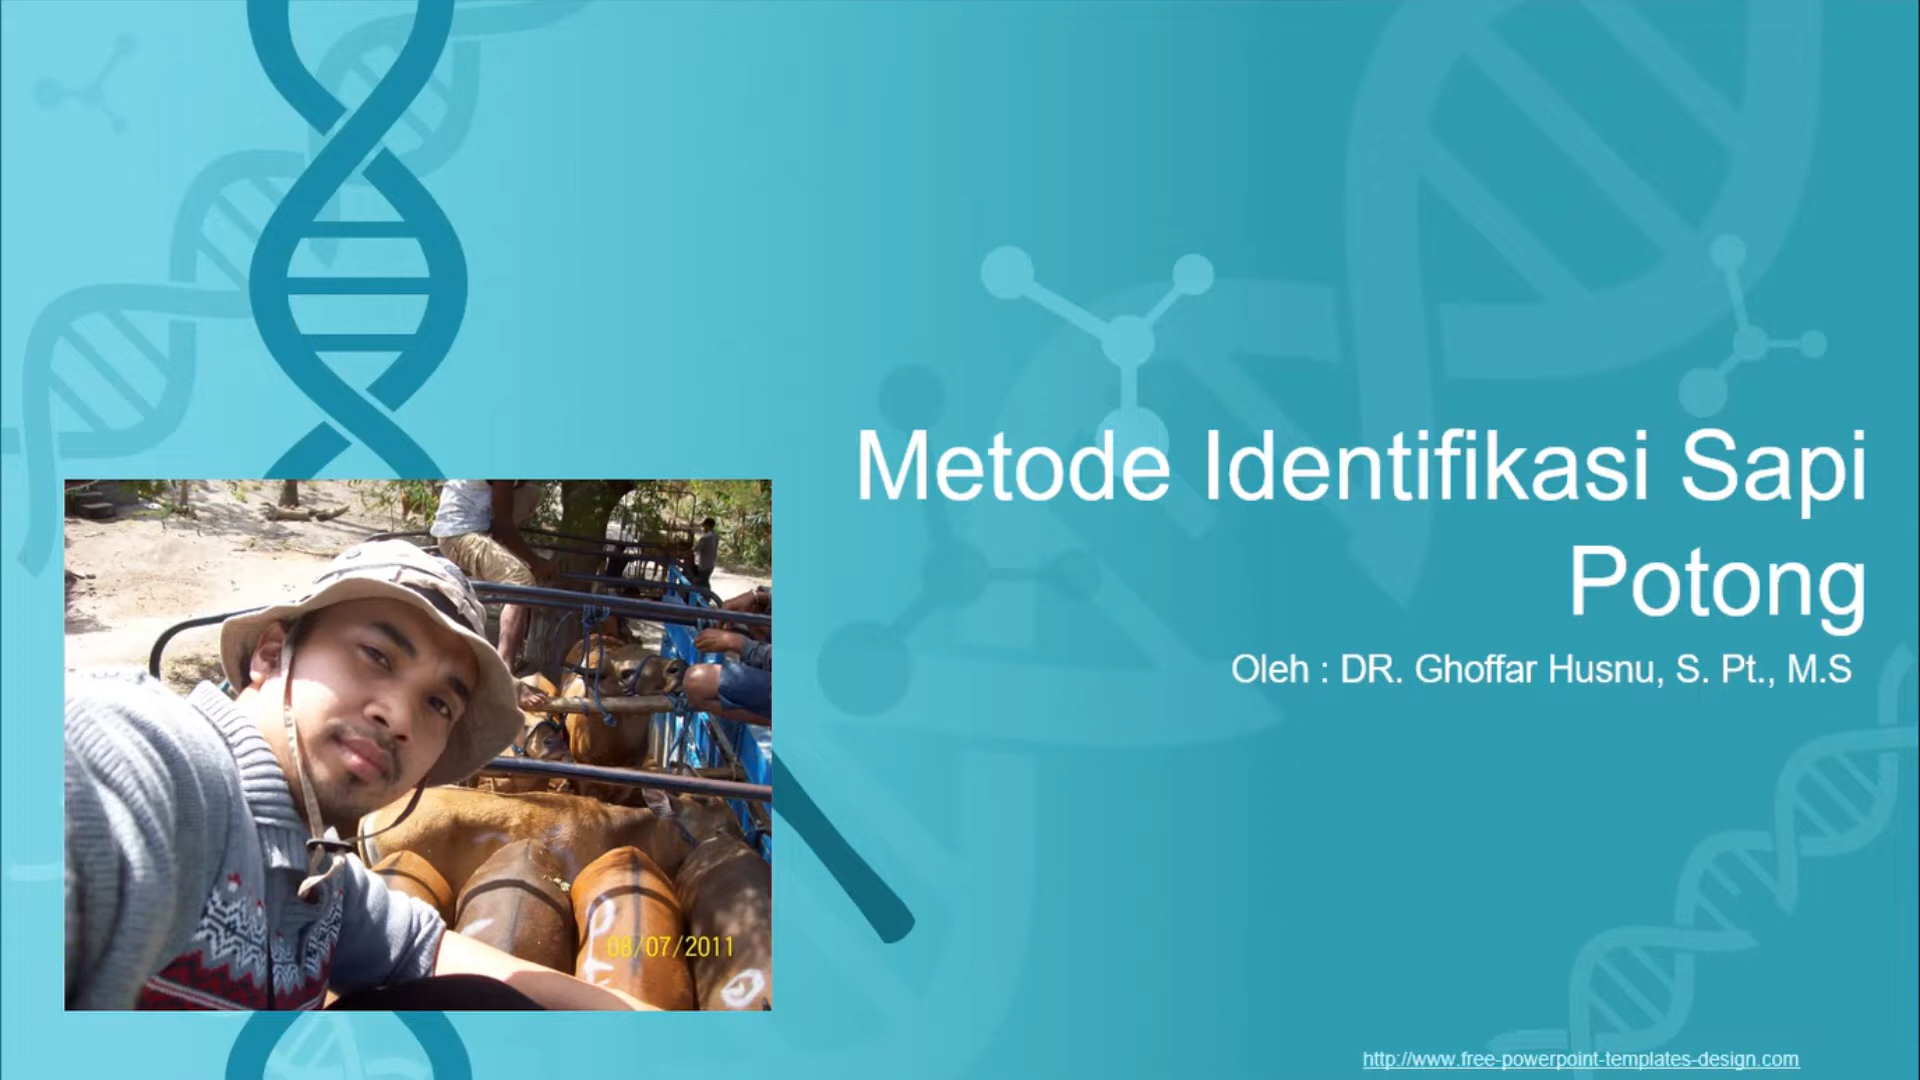 Metode Identifikasi Sapi
Potong
Oleh : DR. Ghoffar Husnu, S. Pt., M.S
08/07/2011
http://www.free-powerpoint-templates-design.com